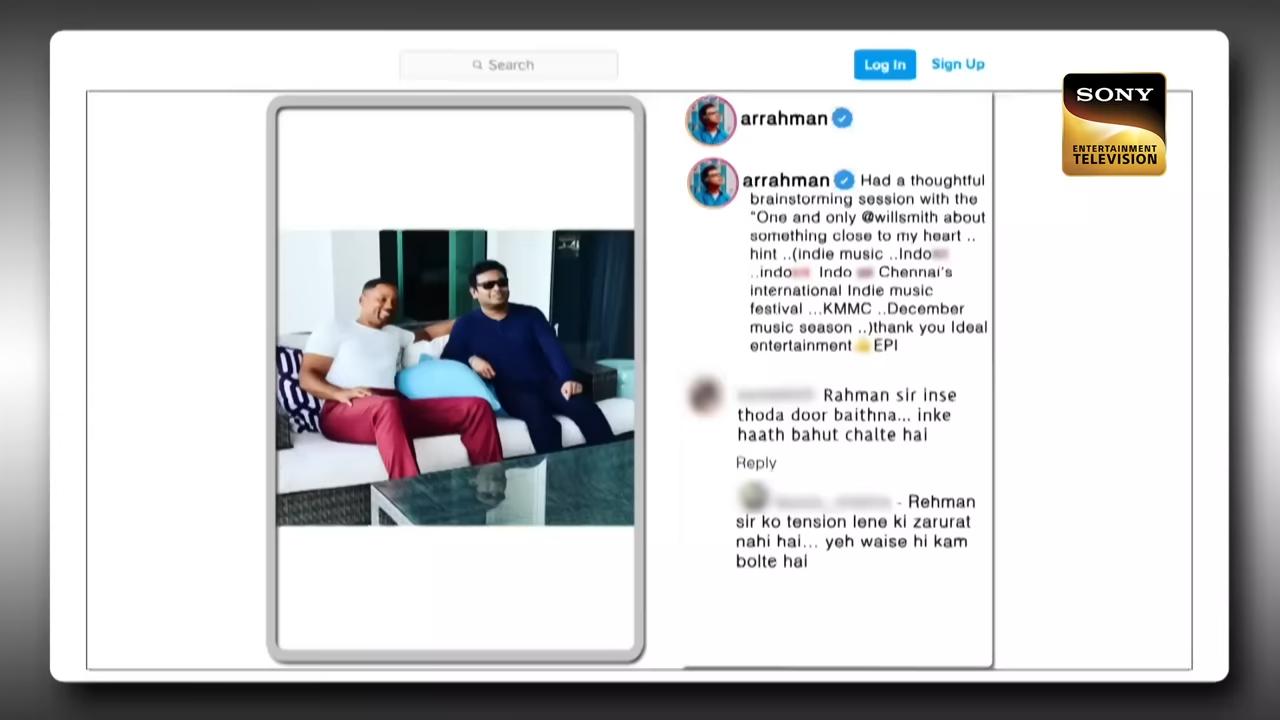 Search
Log In
Sign Up
SONY
ENTERTAINMENT
TELEVISION
arrahman
arrahman Had a thoughtful
brainstorming session with the
"One and only @willsmith about
something close to my heart ..
hint ..(indie music ..Indo
..indo Indo Chennai's
international Indie music
festival ...KMMC ..December
music season ..)thank you Ideal
entertainment EPI
Rahman sir inse
thoda door baithna... inke
haath bahut chalte hai
Reply
- Rehman
sir ko tension lene ki zarurat
nahi hai... yeh waise hi kam
bolte hai